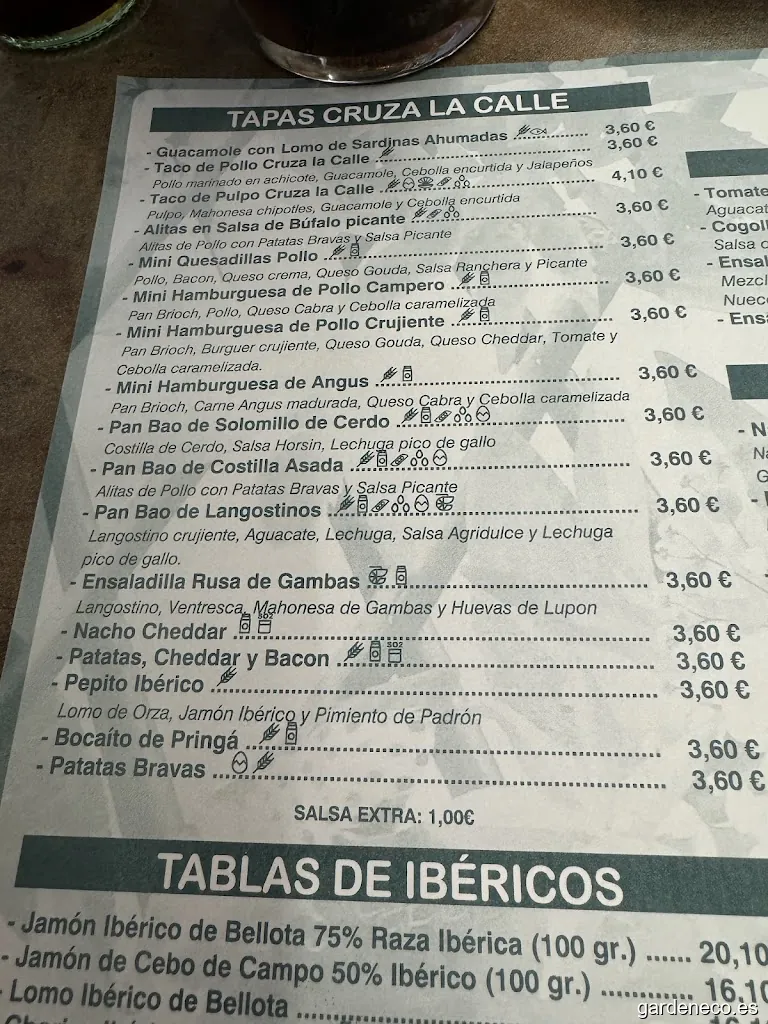 TAPAS CRUZA LA CALLE
- Guacamole con Lomo de Sardinas Ahumadas ............ 3,60 €
- Taco de Pollo Cruza la Calle ............ 3,60 €
Pollo marinado en achicote, Guacamole, Cebolla encurtida y Jalapeños
- Taco de Pulpo Cruza la Calle ............ 4,10 €
Pulpo, Mahonesa chipotles, Guacamole y Cebolla encurtida
- Alitas en Salsa de Búfalo picante ............ 3,60 €
Alitas de Pollo con Patatas Bravas y Salsa Picante
- Mini Quesadillas Pollo ............ 3,60 €
Pollo, Bacon, Queso crema, Queso Gouda, Salsa Ranchera y Picante
- Mini Hamburguesa de Pollo Campero ............ 3,60 €
Pan Brioch, Pollo, Queso Cabra y Cebolla caramelizada
- Mini Hamburguesa de Pollo Crujiente ............ 3,60 €
Pan Brioch, Burguer crujiente, Queso Gouda, Queso Cheddar, Tomate y
Cebolla caramelizada.
- Mini Hamburguesa de Angus ............ 3,60 €
Pan Brioch, Carne Angus madurada, Queso Cabra y Cebolla caramelizada
- Pan Bao de Solomillo de Cerdo ............ 3,60 €
Costilla de Cerdo, Salsa Horsin, Lechuga pico de gallo
- Pan Bao de Costilla Asada ............ 3,60 €
Alitas de Pollo con Patatas Bravas y Salsa Picante
- Pan Bao de Langostinos ............ 3,60 €
Langostino crujiente, Aguacate, Lechuga, Salsa Agridulce y Lechuga
pico de gallo.
- Ensaladilla Rusa de Gambas ............ 3,60 €
Langostino, Ventresca, Mahonesa de Gambas y Huevas de Lupon
- Nacho Cheddar SO2 ............ 3,60 €
- Patatas, Cheddar y Bacon SO2 ............ 3,60 €
- Pepito Ibérico ............ 3,60 €
Lomo de Orza, Jamón Ibérico y Pimiento de Padrón
- Bocaíto de Pringá ............ 3,60 €
- Patatas Bravas ............ 3,60 €
SALSA EXTRA: 1,00€
TABLAS DE IBÉRICOS
- Jamón Ibérico de Bellota 75% Raza Ibérica (100 gr.) ...... 20,10
- Jamón de Cebo de Campo 50% Ibérico (100 gr.) ............ 16,10
- Lomo Ibérico de Bellota ............
- Tomate
Aguacat
- Cogoll
Salsa d
- Ensal
Mezcl
Nuec
- Ensa
gardeneco.es